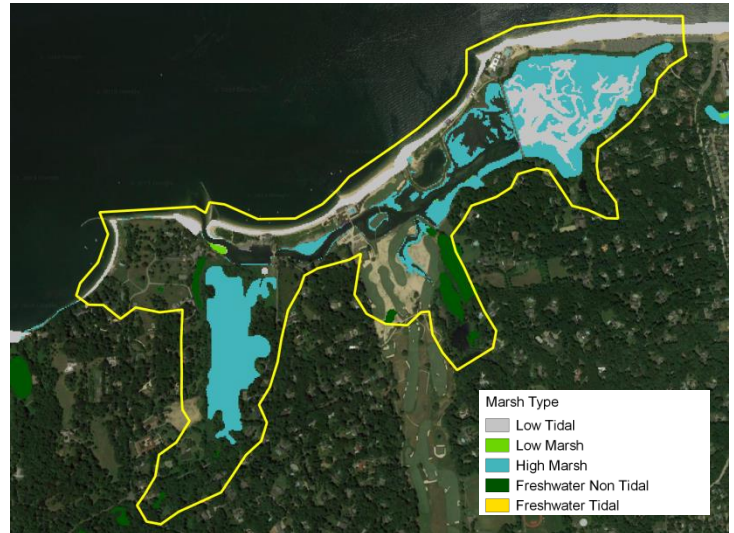 Marsh Type
Low Tidal
Low Marsh
High Marsh
Freshwater Non Tidal
Freshwater Tidal